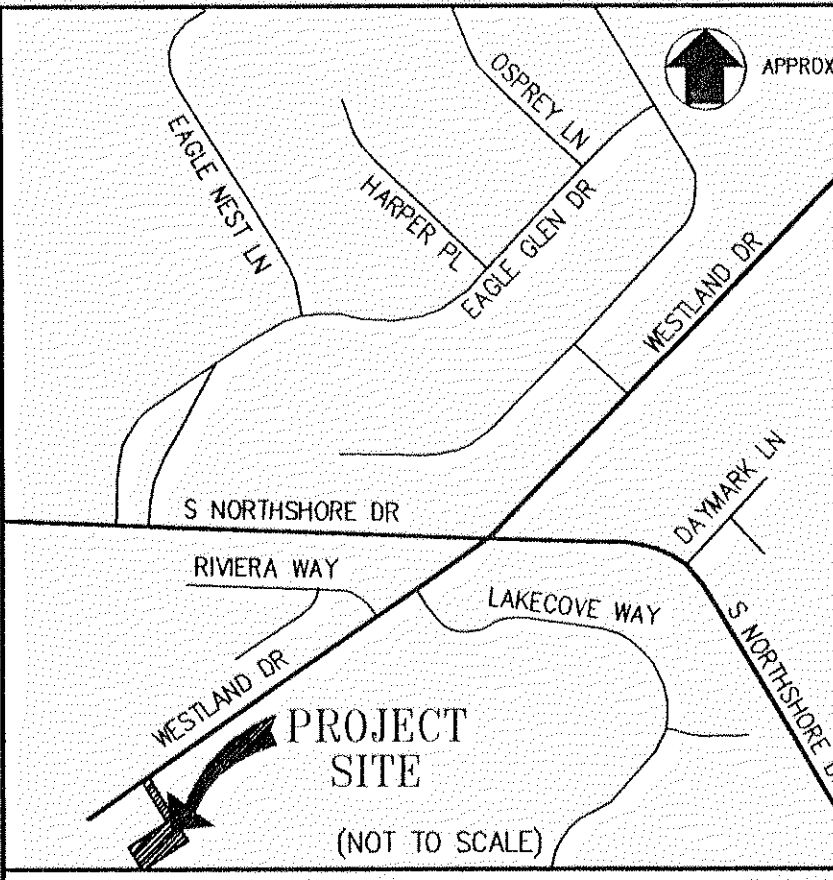 APPROX
OSPREY LN
EAGLE NEST LN
HARPER PL
EAGLE GLEN DR
WESTLAND DR
S NORTHSHORE DR
DAYMARK LN
RIVIERA WAY
LAKECOVE WAY
S NORTHSHORE D
WESTLAND DR
PROJECT
SITE
(NOT TO SCALE)